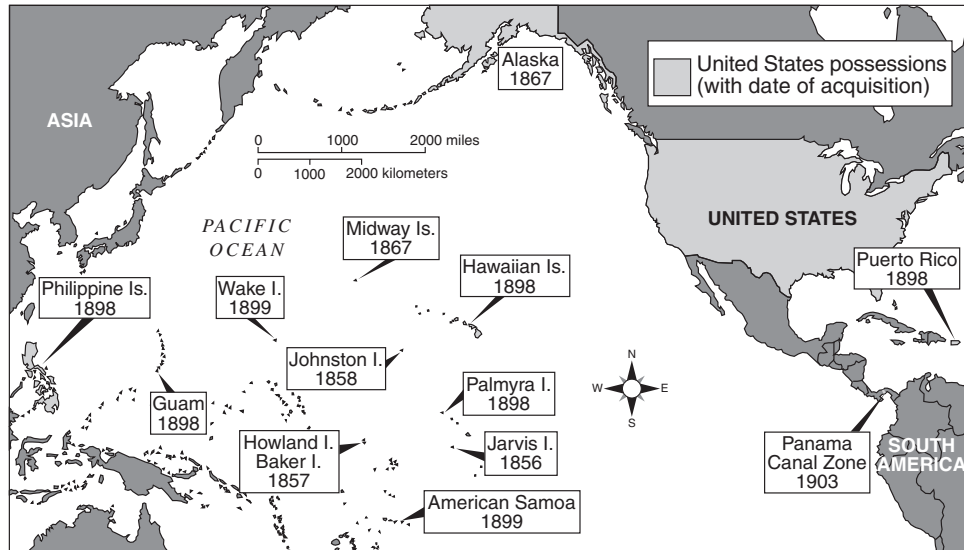 Alaska
1867
United States possessions
(with date of acquisition)
ASIA
0 1000 2000 miles
0 1000 2000 kilometers
PACIFIC
OCEAN
UNITED STATES
Midway Is.
1867
Hawaiian Is.
1898
Puerto Rico
1898
Philippine Is.
1898
Wake I.
1899
Johnston I.
1858
N
W E
S
Palmyra I.
1898
Guam
1898
Howland I.
Baker I.
1857
Jarvis I.
1856
Panama
Canal Zone
1903
SOUTH
AMERICA
American Samoa
1899